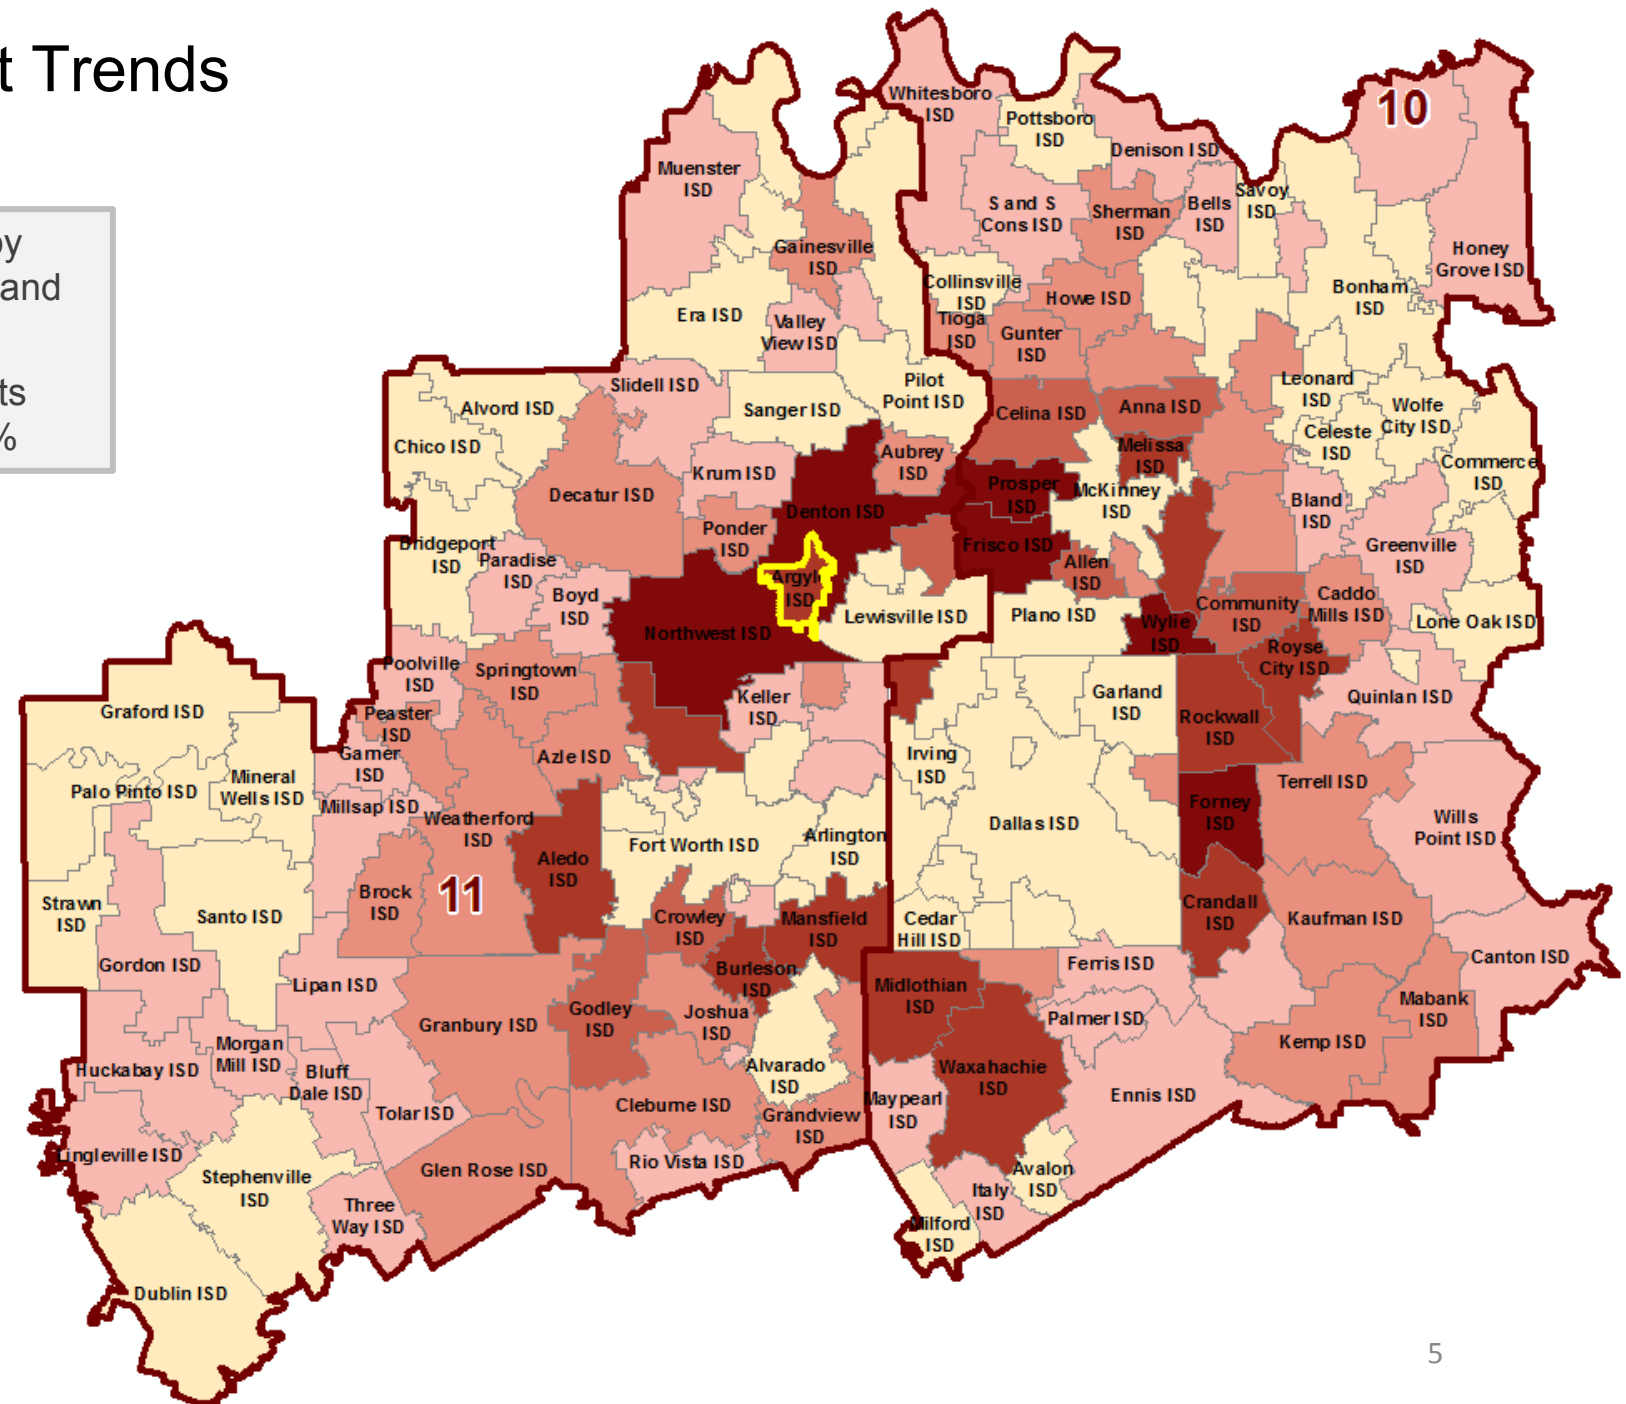 t Trends
by
and
ts
%
10
11
Whitesboro
ISD
Pottsboro
ISD
Denison ISD
Muenster
ISD
S and S
Cons ISD
Sherman
ISD
Bells
ISD
Savoy
ISD
Honey
Grove ISD
Gainesville
ISD
Collinsville
ISD
Howe ISD
Bonham
ISD
Era ISD
Valley
View ISD
Tioga
ISD
Gunter
ISD
Slidell ISD
Pilot
Point ISD
Leonard
ISD
Alvord ISD
Sanger ISD
Celina ISD
Anna ISD
Wolfe
City ISD
Chico ISD
Celeste
ISD
Krum ISD
Aubrey
ISD
Melissa
ISD
Commerce
ISD
Decatur ISD
Prosper
ISD
McKinney
ISD
Bland
ISD
Denton ISD
Ponder
ISD
Bridgeport
ISD
Paradise
ISD
Frisco ISD
Allen
ISD
Greenville
ISD
Argyl
ISD
Boyd
ISD
Lewisville ISD
Plano ISD
Community
ISD
Caddo
Mills ISD
Lone Oak ISD
Northwest ISD
Wylie
ISD
Royse
City ISD
Poolville
ISD
Springtown
ISD
Keller
ISD
Garland
ISD
Quinlan ISD
Graford ISD
Peaster
ISD
Rockwall
ISD
Garner
ISD
Azle ISD
Irving
ISD
Palo Pinto ISD
Mineral
Wells ISD
Millsap ISD
Terrell ISD
Weatherford
ISD
Forney
ISD
Wills
Point ISD
Fort Worth ISD
Arlington
ISD
Dallas ISD
Aledo
ISD
Brock
ISD
Strawn
ISD
Santo ISD
Crowley
ISD
Mansfield
ISD
Cedar
Hill ISD
Crandall
ISD
Kaufman ISD
Gordon ISD
Lipan ISD
Burleson
ISD
Ferris ISD
Canton ISD
Midlothian
ISD
Granbury ISD
Godley
ISD
Joshua
ISD
Palmer ISD
Mabank
ISD
Morgan
Mill ISD
Huckabay ISD
Bluff
Dale ISD
Alvarado
ISD
Waxahachie
ISD
Kemp ISD
Tolar ISD
Cleburne ISD
Grandview
ISD
Maypearl
ISD
Ennis ISD
Lingleville ISD
Stephenville
ISD
Glen Rose ISD
Rio Vista ISD
Avalon
ISD
Three
Way ISD
Italy
ISD
Milford
ISD
Dublin ISD
5